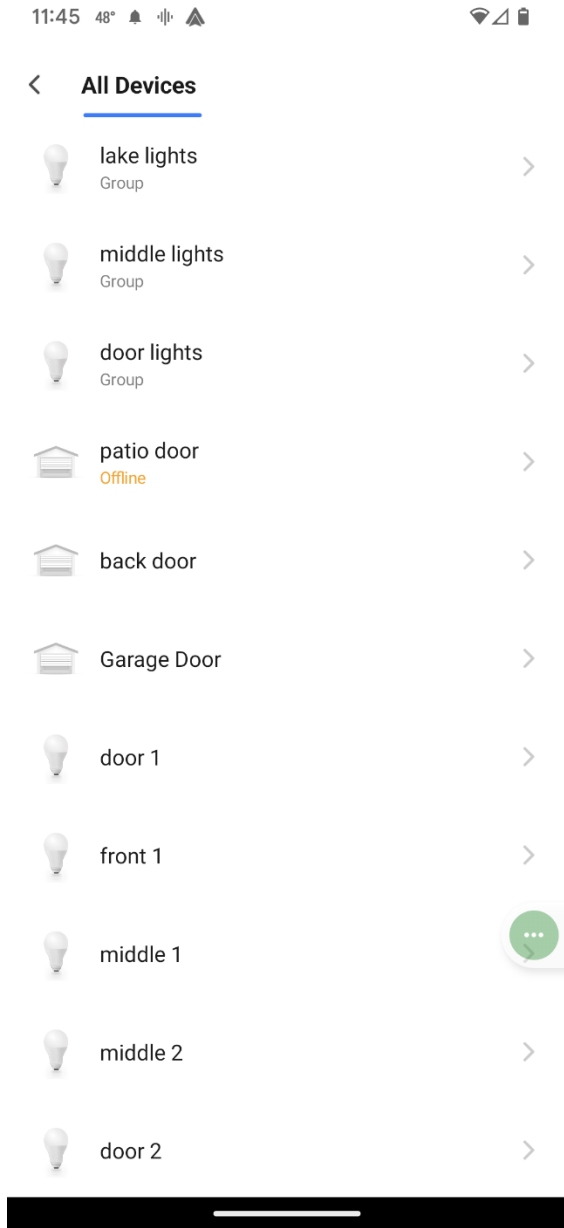 11:45 48°
All Devices
lake lights
Group
middle lights
Group
door lights
Group
patio door
Offline
back door
Garage Door
door 1
front 1
middle 1
middle 2
door 2